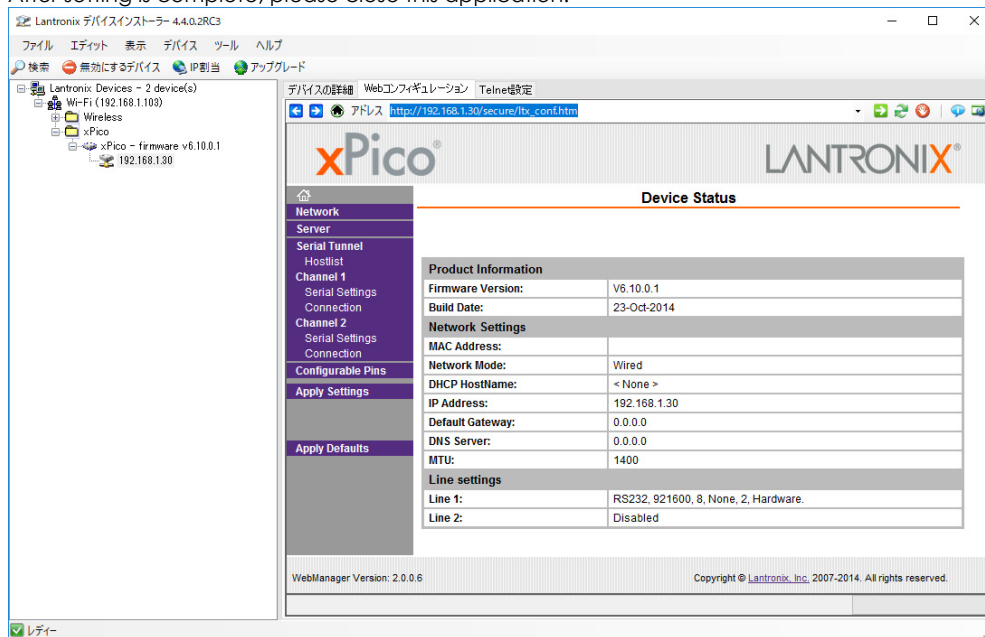 After setting is complete, please close this application.
Lantronix デバイスインストーラー 4.4.0.2RC3
ファイル エディット 表示 デバイス ツール ヘルプ
検索 無効にするデバイス IP割当 アップグレード
Lantronix Devices - 2 device(s)
Wi-Fi (192.168.1.103)
Wireless
xPico
xPico - firmware v6.10.0.1
192.168.1.30
デバイスの詳細 Webコンフィギュレーション Telnet設定
アドレス http://192.168.1.30/secure/ltx_conf.htm
xPico®
LANTRONIX®
Network
Server
Serial Tunnel
Hostlist
Channel 1
Serial Settings
Connection
Channel 2
Serial Settings
Connection
Configurable Pins
Apply Settings
Apply Defaults
Device Status
Product Information
Firmware Version: V6.10.0.1
Build Date: 23-Oct-2014
Network Settings
MAC Address:
Network Mode: Wired
DHCP HostName: < None >
IP Address: 192.168.1.30
Default Gateway: 0.0.0.0
DNS Server: 0.0.0.0
MTU: 1400
Line settings
Line 1: RS232, 921600, 8, None, 2, Hardware.
Line 2: Disabled
WebManager Version: 2.0.0.6
Copyright © Lantronix, Inc. 2007-2014. All rights reserved.
レディー